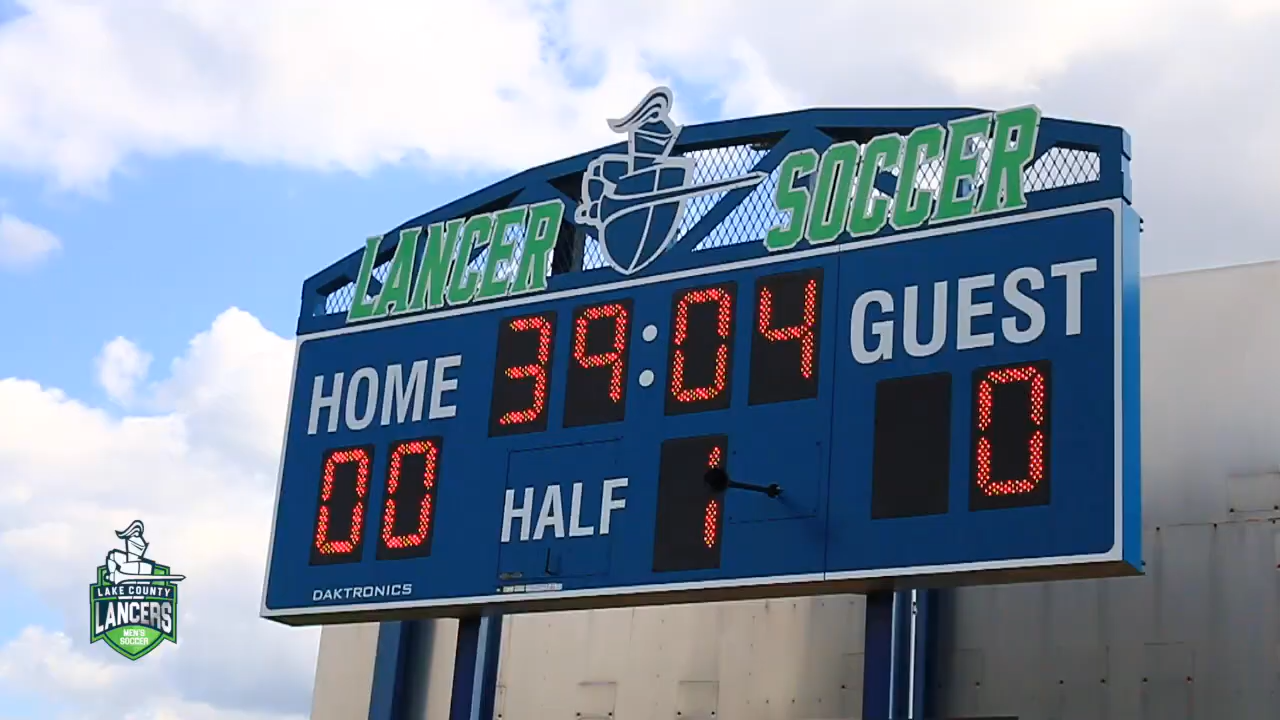 LANCER SOCCER
HOME 39:04 GUEST
00 HALF 1 0
DAKTRONICS
LAKE COUNTY
LANCERS
MEN'S
SOCCER